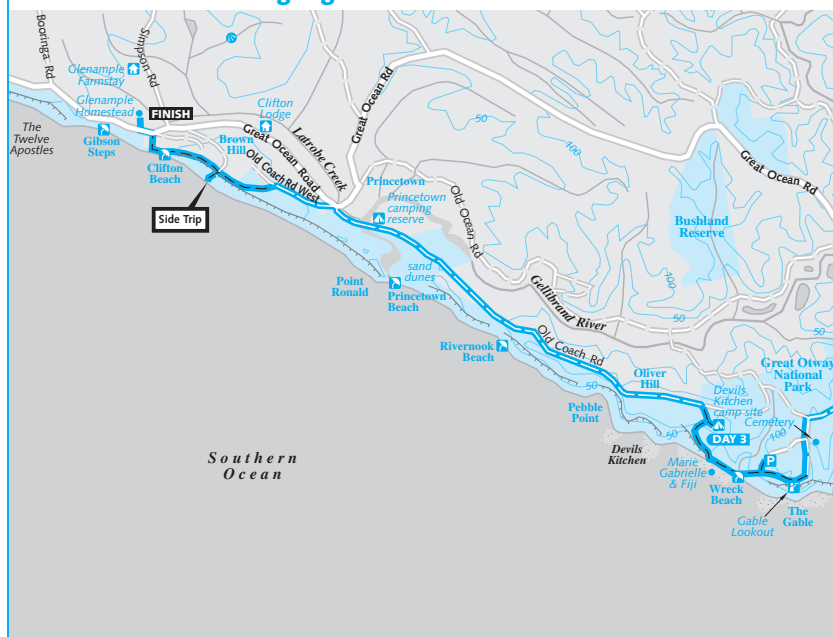 Booringa Rd
Simpson Rd
Glenample
Farmstay
Glenample
Homestead
FINISH
The
Twelve
Apostles
Gibson
Steps
Clifton
Beach
Clifton
Lodge
Brown
Hill
Great Ocean Road
Latrobe Creek
Old Coach Rd West
Side Trip
Great Ocean Rd
Princetown
Princetown
camping
reserve
Old Ocean Rd
sand
dunes
Point
Ronald
Princetown
Beach
50
100
Great Ocean Rd
Bushland
Reserve
100
50
Gellibrand River
Rivernook
Beach
Old Coach Rd
50
Oliver
Hill
Pebble
Point
Great Otway
National
Park
Devils
Kitchen
camp site
Cemetery
DAY 3
100
50
P
Devils
Kitchen
Marie
Gabrielle
& Fiji
Wreck
Beach
Gable
Lookout
The
Gable
Southern
Ocean